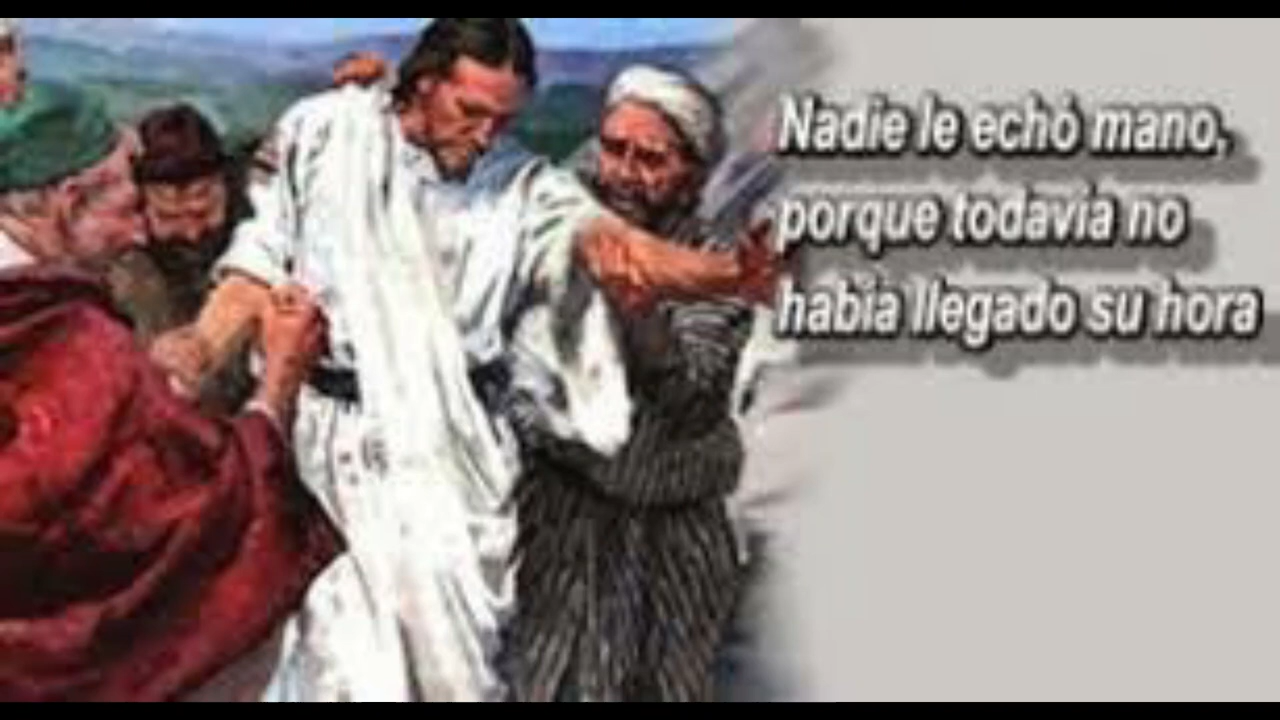 Nadie le echó mano,
porque todavía no
había llegado su hora